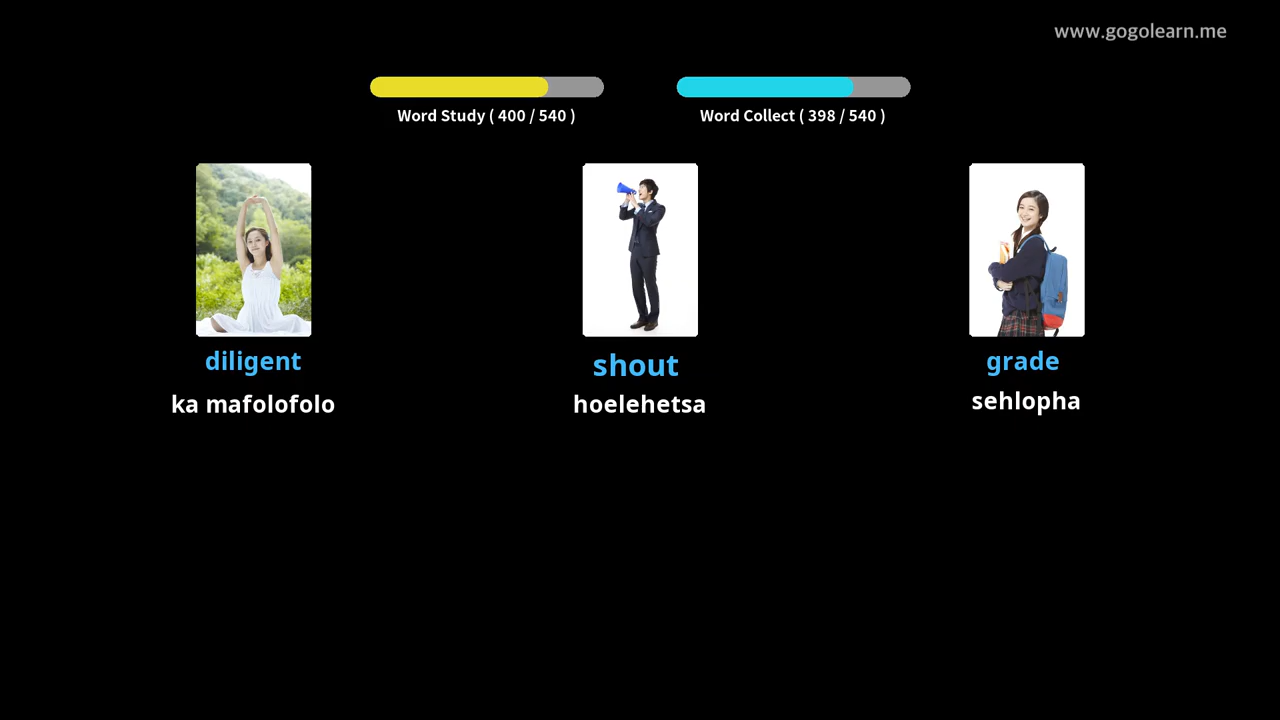 www.gogolearn.me
Word Study ( 400 / 540 )
Word Collect ( 398 / 540 )
diligent
ka mafolofolo
shout
hoelehetsa
grade
sehlopha